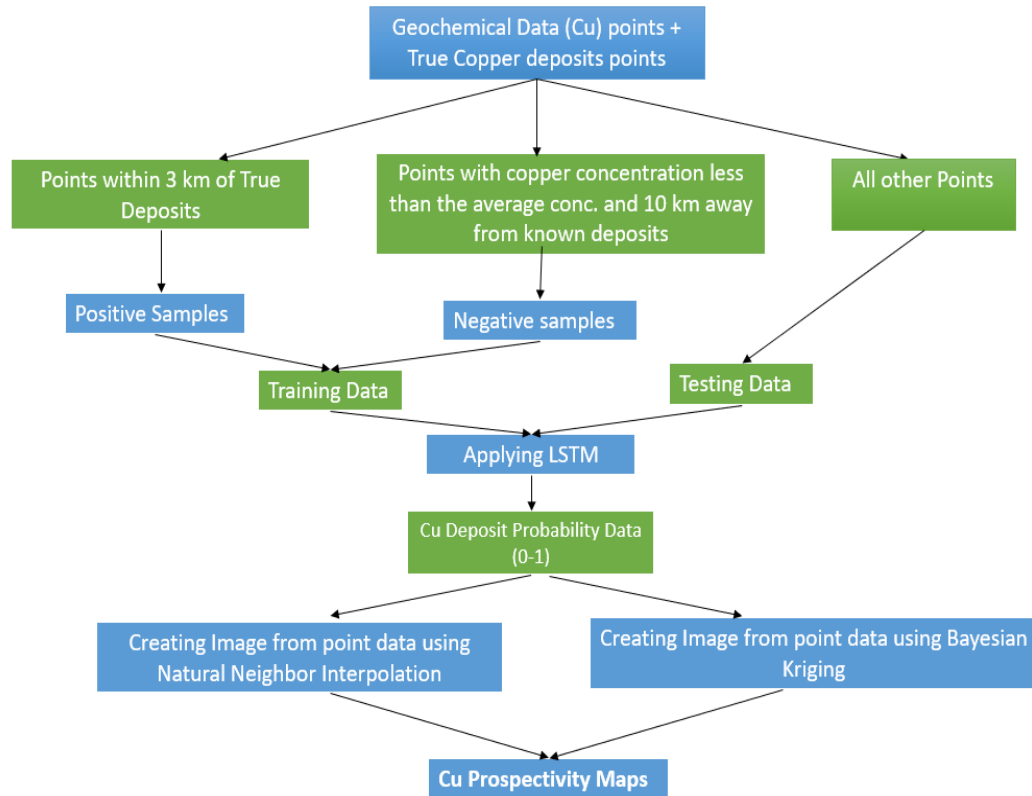 Geochemical Data (Cu) points +
True Copper deposits points
Points within 3 km of True
Deposits
Points with copper concentration less
than the average conc. and 10 km away
from known deposits
All other Points
Positive Samples
Negative samples
Training Data
Testing Data
Applying LSTM
Cu Deposit Probability Data
(0-1)
Creating Image from point data using
Natural Neighbor Interpolation
Creating Image from point data using Bayesian
Kriging
Cu Prospectivity Maps